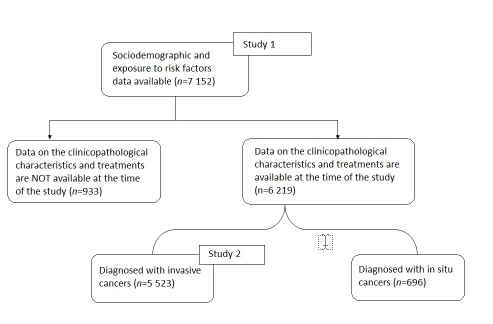 Study 1
Sociodemographic and
exposure to risk factors
data available (n=7 152)
Data on the clinicopathological
characteristics and treatments
are NOT available at the time
of the study (n=933)
Data on the clinicopathological
characteristics and treatments are
available at the time of the study
(n=6 219)
Study 2
Diagnosed with invasive
cancers (n=5 523)
Diagnosed with in situ
cancers (n=696)